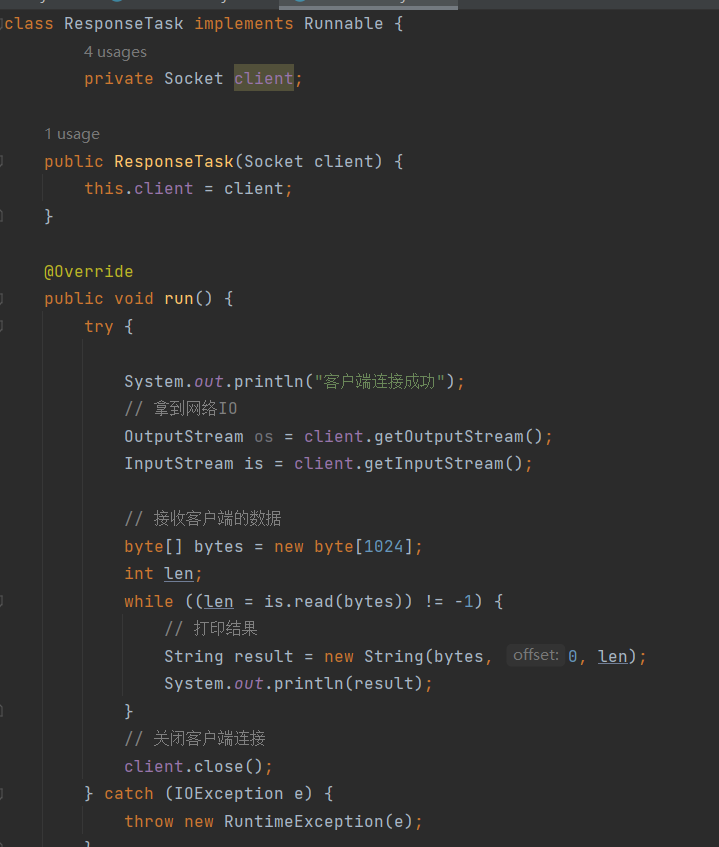 class ResponseTask implements Runnable {
4 usages
private Socket client;
1 usage
public ResponseTask(Socket client) {
this.client = client;
}
@Override
public void run() {
try {
System.out.println("客户端连接成功");
// 拿到网络IO
OutputStream os = client.getOutputStream();
InputStream is = client.getInputStream();
// 接收客户端的数据
byte[] bytes = new byte[1024];
int len;
while ((len = is.read(bytes)) != -1) {
// 打印结果
String result = new String(bytes, offset: 0, len);
System.out.println(result);
}
// 关闭客户端连接
client.close();
} catch (IOException e) {
throw new RuntimeException(e);